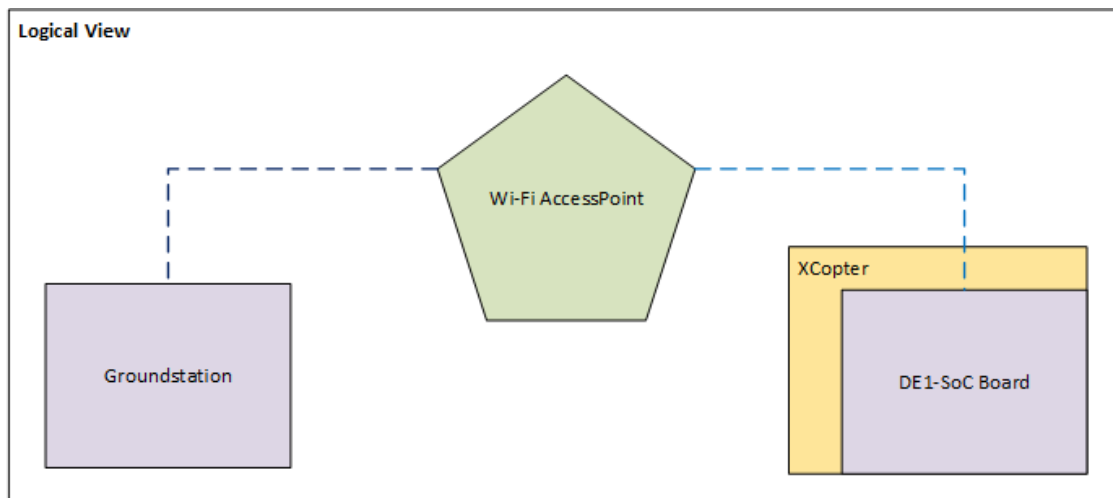 Logical View
Wi-Fi AccessPoint
XCopter
Groundstation
DE1-SoC Board